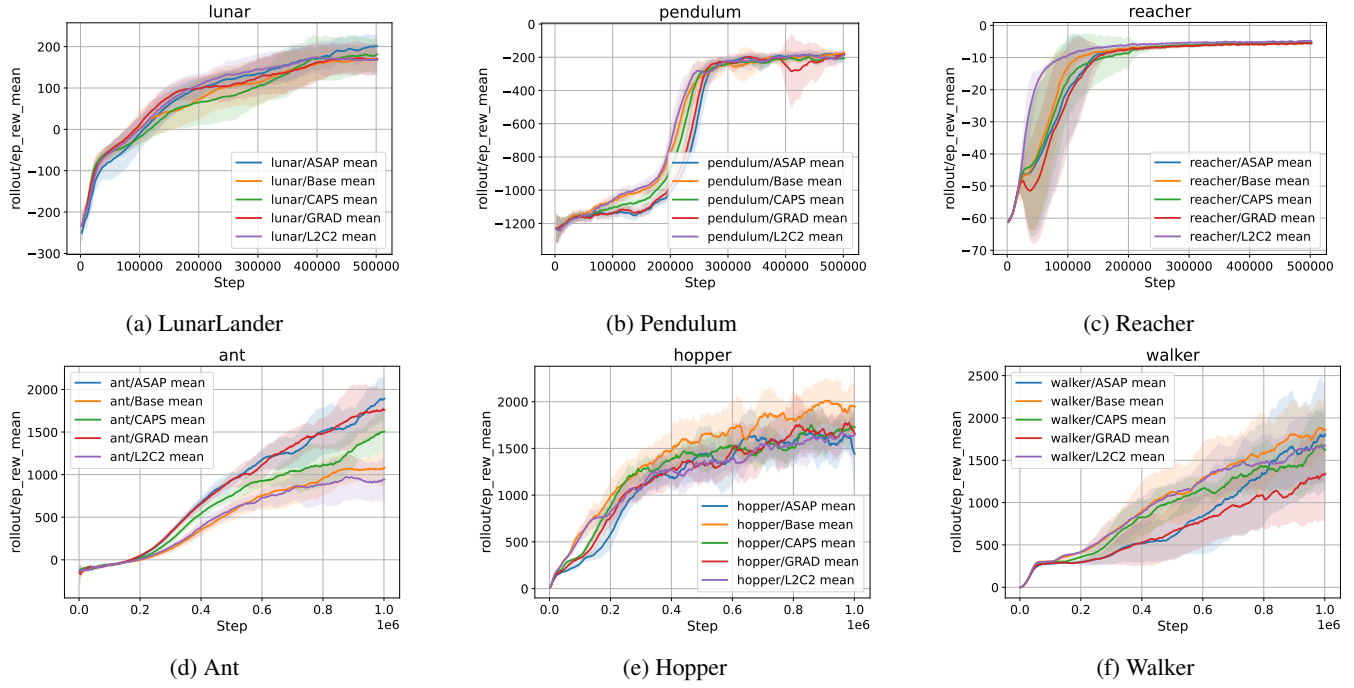 lunar
rollout/ep_rew_mean
200
100
0
−100
−200
−300
lunar/ASAP mean
lunar/Base mean
lunar/CAPS mean
lunar/GRAD mean
lunar/L2C2 mean
0 100000 200000 300000 400000 500000
Step
(a) LunarLander
pendulum
rollout/ep_rew_mean
0
−200
−400
−600
−800
−1000
−1200
pendulum/ASAP mean
pendulum/Base mean
pendulum/CAPS mean
pendulum/GRAD mean
pendulum/L2C2 mean
0 100000 200000 300000 400000 500000
Step
(b) Pendulum
reacher
rollout/ep_rew_mean
0
−10
−20
−30
−40
−50
−60
−70
reacher/ASAP mean
reacher/Base mean
reacher/CAPS mean
reacher/GRAD mean
reacher/L2C2 mean
0 100000 200000 300000 400000 500000
Step
(c) Reacher
ant
rollout/ep_rew_mean
2000
1500
1000
500
0
ant/ASAP mean
ant/Base mean
ant/CAPS mean
ant/GRAD mean
ant/L2C2 mean
0.0 0.2 0.4 0.6 0.8 1.0
Step
1e6
(d) Ant
hopper
rollout/ep_rew_mean
2000
1500
1000
500
0
hopper/ASAP mean
hopper/Base mean
hopper/CAPS mean
hopper/GRAD mean
hopper/L2C2 mean
0.0 0.2 0.4 0.6 0.8 1.0
Step
1e6
(e) Hopper
walker
rollout/ep_rew_mean
2500
2000
1500
1000
500
0
walker/ASAP mean
walker/Base mean
walker/CAPS mean
walker/GRAD mean
walker/L2C2 mean
0.0 0.2 0.4 0.6 0.8 1.0
Step
1e6
(f) Walker